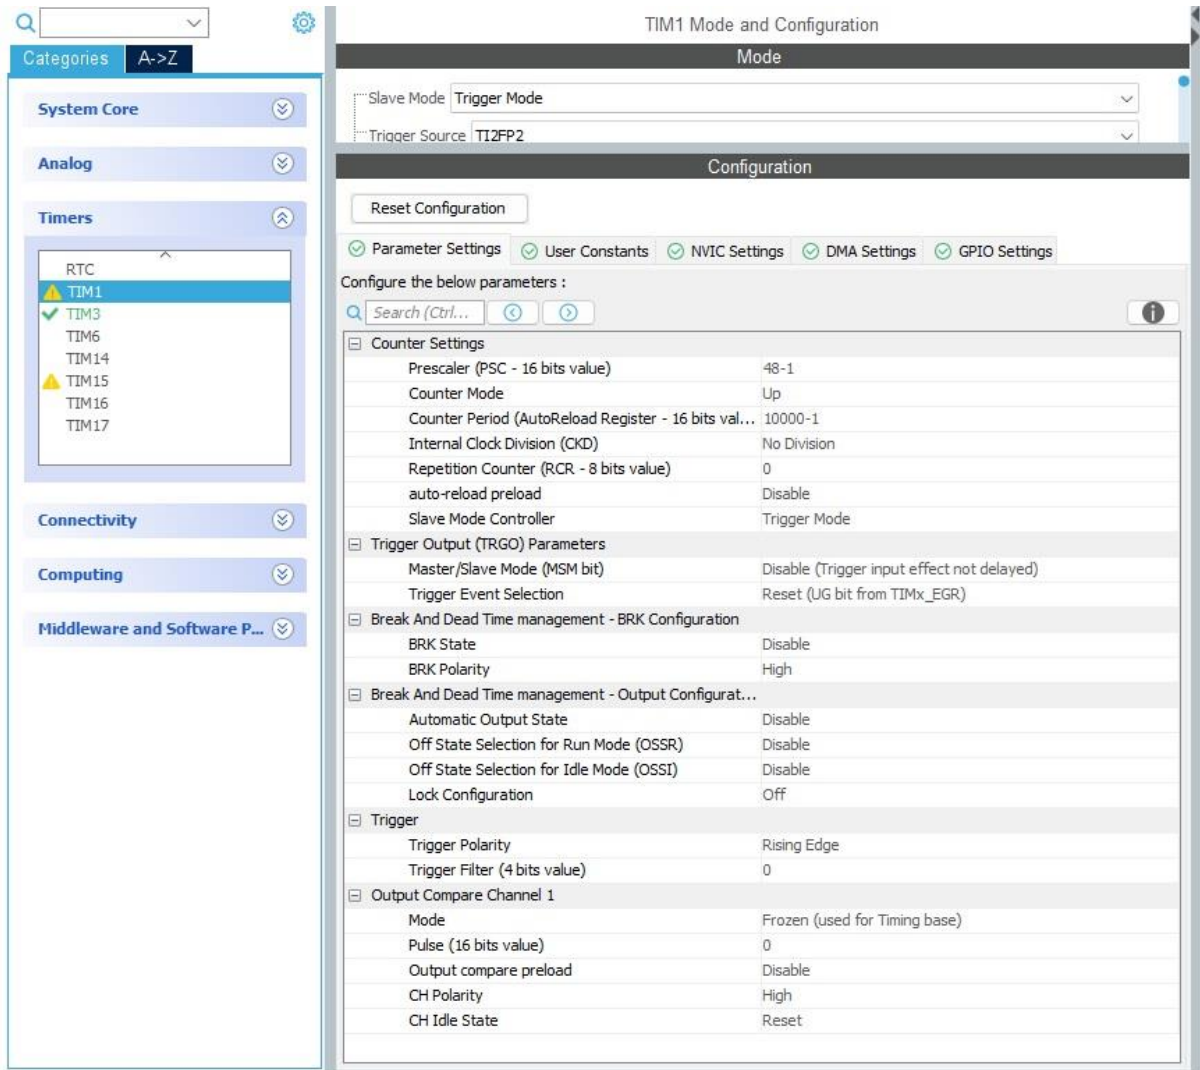 Categories A->Z
System Core
Analog
Timers
RTC
TIM1
TIM3
TIM6
TIM14
TIM15
TIM16
TIM17
Connectivity
Computing
Middleware and Software P...
TIM1 Mode and Configuration
Mode
Slave Mode Trigger Mode
Trigger Source TI2FP2
Configuration
Reset Configuration
Parameter Settings User Constants NVIC Settings DMA Settings GPIO Settings
Configure the below parameters :
Search (Ctrl...
Counter Settings
Prescaler (PSC - 16 bits value) 48-1
Counter Mode Up
Counter Period (AutoReload Register - 16 bits val... 10000-1
Internal Clock Division (CKD) No Division
Repetition Counter (RCR - 8 bits value) 0
auto-reload preload Disable
Slave Mode Controller Trigger Mode
Trigger Output (TRGO) Parameters
Master/Slave Mode (MSM bit) Disable (Trigger input effect not delayed)
Trigger Event Selection Reset (UG bit from TIMx_EGR)
Break And Dead Time management - BRK Configuration
BRK State Disable
BRK Polarity High
Break And Dead Time management - Output Configurat...
Automatic Output State Disable
Off State Selection for Run Mode (OSSR) Disable
Off State Selection for Idle Mode (OSSI) Disable
Lock Configuration Off
Trigger
Trigger Polarity Rising Edge
Trigger Filter (4 bits value) 0
Output Compare Channel 1
Mode Frozen (used for Timing base)
Pulse (16 bits value) 0
Output compare preload Disable
CH Polarity High
CH Idle State Reset